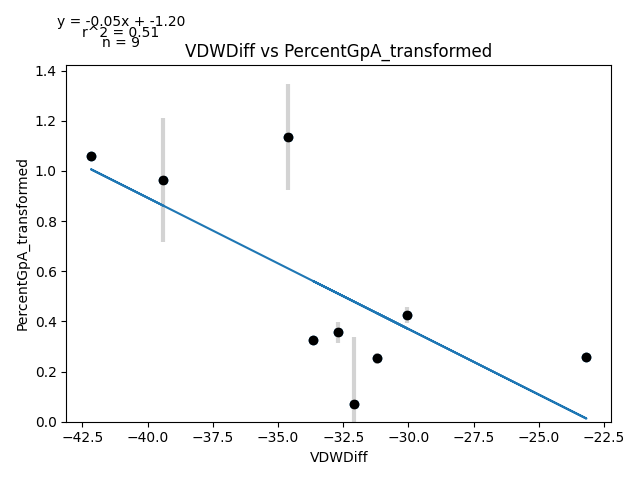 y = -0.05x + -1.20
r^2 = 0.51
n = 9
VDWDiff vs PercentGpA_transformed
1.4
1.2
1.0
0.8
0.6
0.4
0.2
0.0
PercentGpA_transformed
−42.5 −40.0 −37.5 −35.0 −32.5 −30.0 −27.5 −25.0 −22.5
VDWDiff